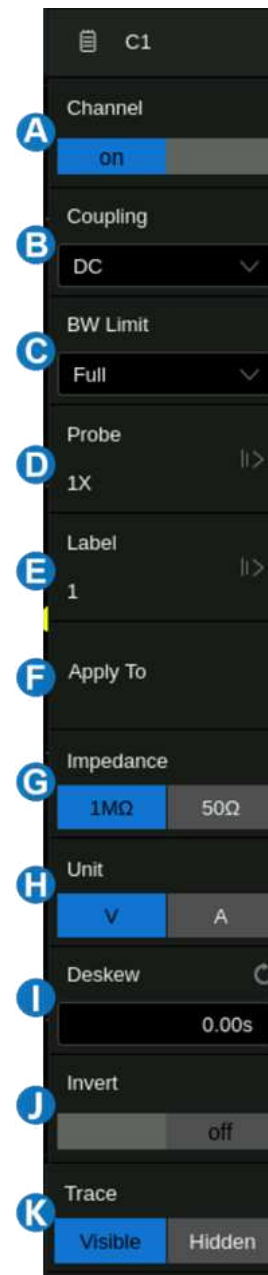 C1
A
Channel
on
B
Coupling
DC
C
BW Limit
Full
D
Probe
1X
E
Label
1
F
Apply To
G
Impedance
1MΩ 50Ω
H
Unit
V A
I
Deskew
0.00s
J
Invert
off
K
Trace
Visible Hidden